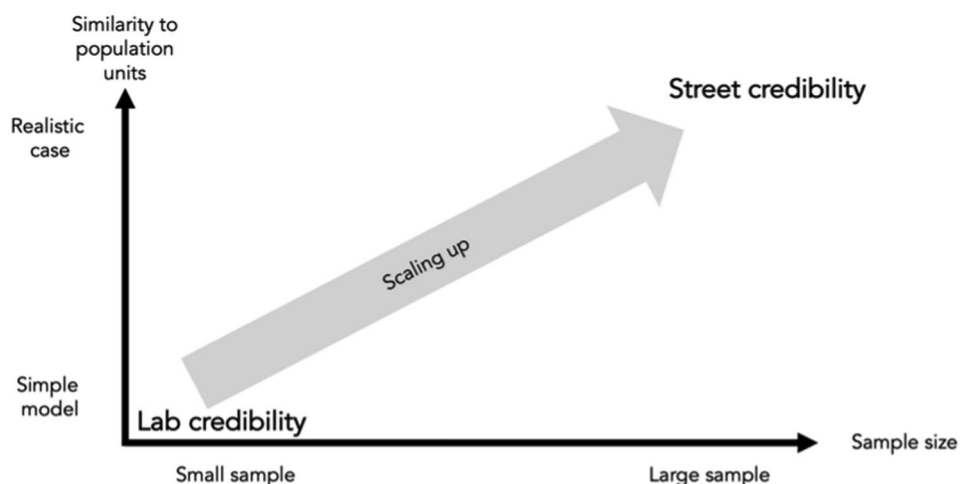 Similarity to
population
units
Street credibility
Realistic
case
Scaling up
Simple
model
Lab credibility
Sample size
Small sample
Large sample